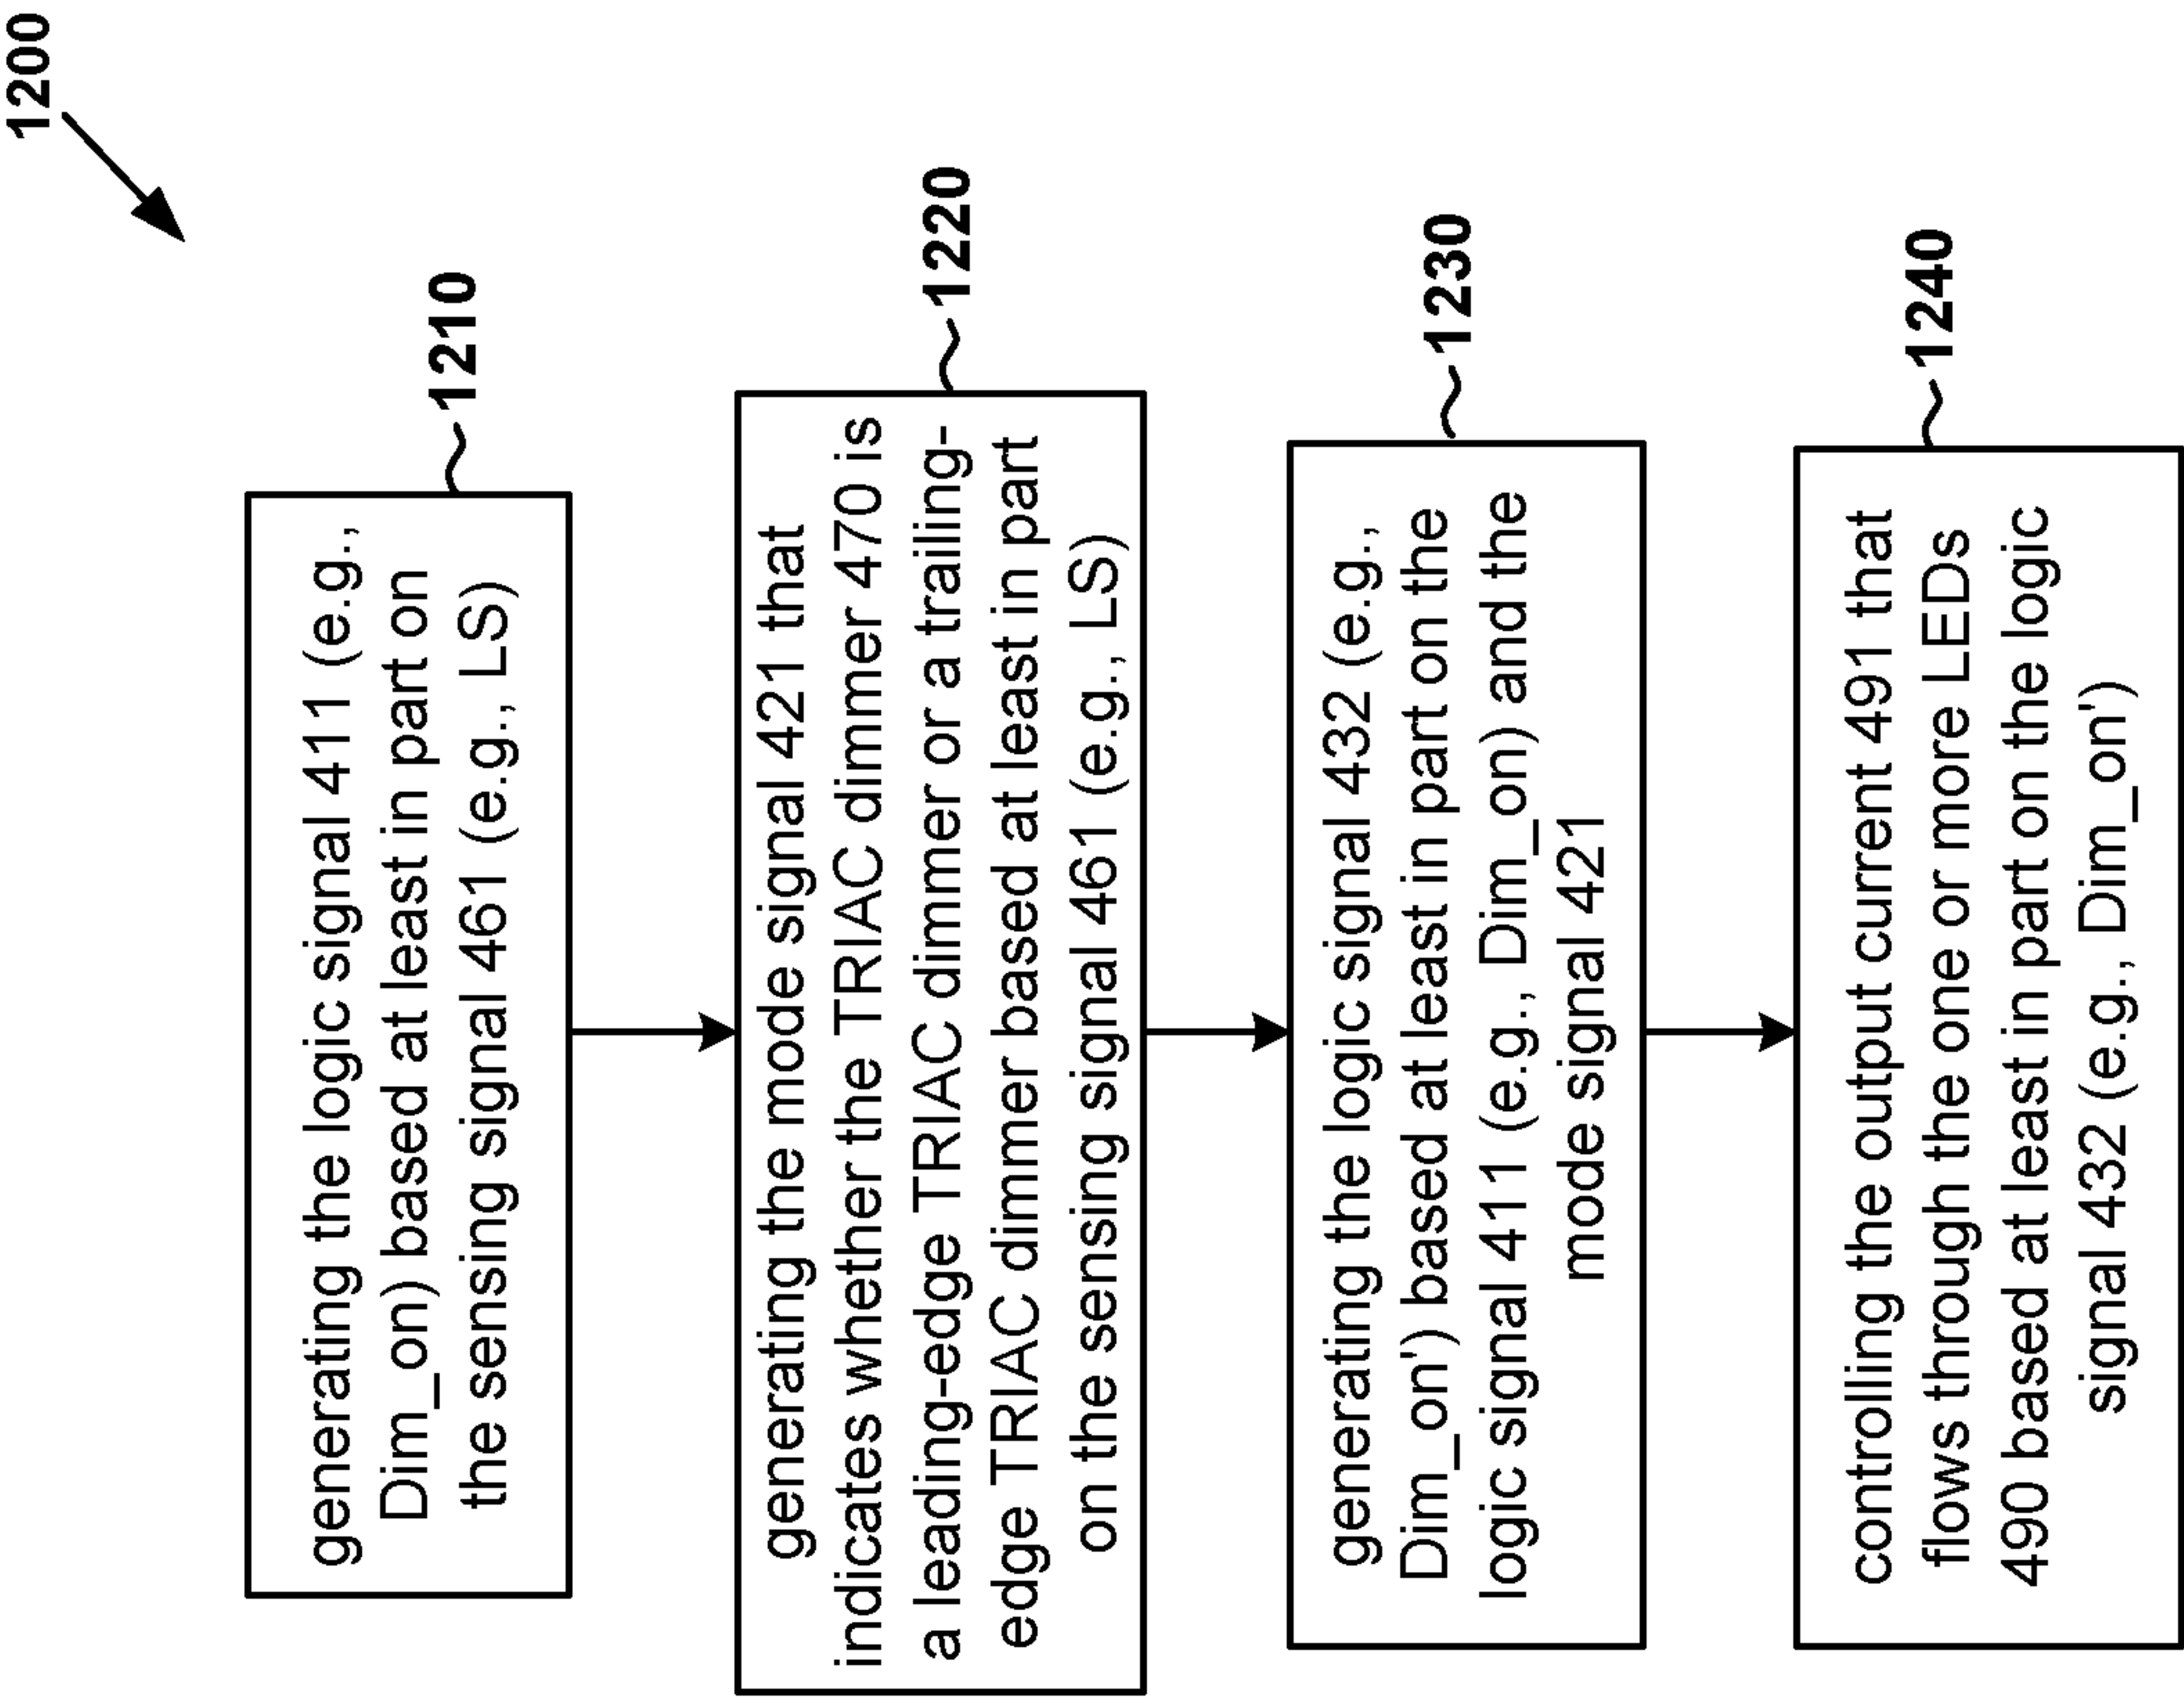 1200
generating the logic signal 411 (e.g.,
Dim_on) based at least in part on
the sensing signal 461 (e.g., LS)
1210
generating the mode signal 421 that
indicates whether the TRIAC dimmer 470 is
a leading-edge TRIAC dimmer or a trailing-
edge TRIAC dimmer based at least in part
on the sensing signal 461 (e.g., LS)
1220
generating the logic signal 432 (e.g.,
Dim_on') based at least in part on the
logic signal 411 (e.g., Dim_on) and the
mode signal 421
1230
controlling the output current 491 that
flows through the one or more LEDs
490 based at least in part on the logic
signal 432 (e.g., Dim_on')
1240